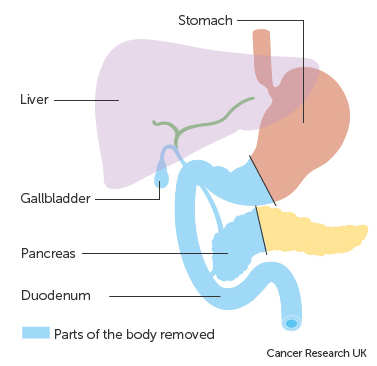 Stomach
Liver
Gallbladder
Pancreas
Duodenum
Parts of the body removed
Cancer Research UK